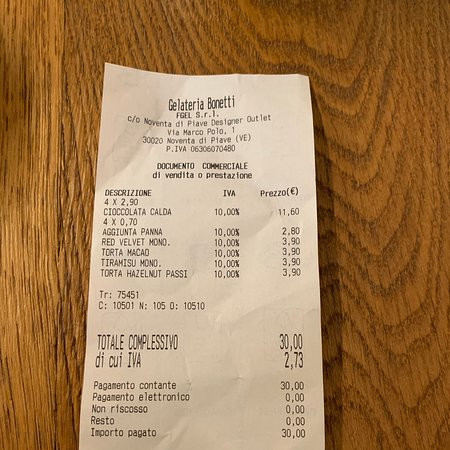 Gelateria Bonetti
FGEL S.r.l.
c/o Noventa di Piave Designer Outlet
Via Marco Polo, 1
30020 Noventa di Piave (VE)
P.IVA 06306070480
DOCUMENTO COMMERCIALE
di vendita o prestazione
DESCRIZIONE IVA Prezzo(€)
4 X 2,90
CIOCCOLATA CALDA 10,00% 11,60
4 X 0,70
AGGIUNTA PANNA 10,00% 2,80
RED VELVET MONO. 10,00% 3,90
TORTA MACAO 10,00% 3,90
TIRAMISU MONO. 10,00% 3,90
TORTA HAZELNUT PASSI 10,00% 3,90
Tr: 75451
C: 10501 N: 105 O: 10510
TOTALE COMPLESSIVO 30,00
di cui IVA 2,73
Pagamento contante 30,00
Pagamento elettronico 0,00
Non riscosso 0,00
Resto 0,00
Importo pagato 30,00